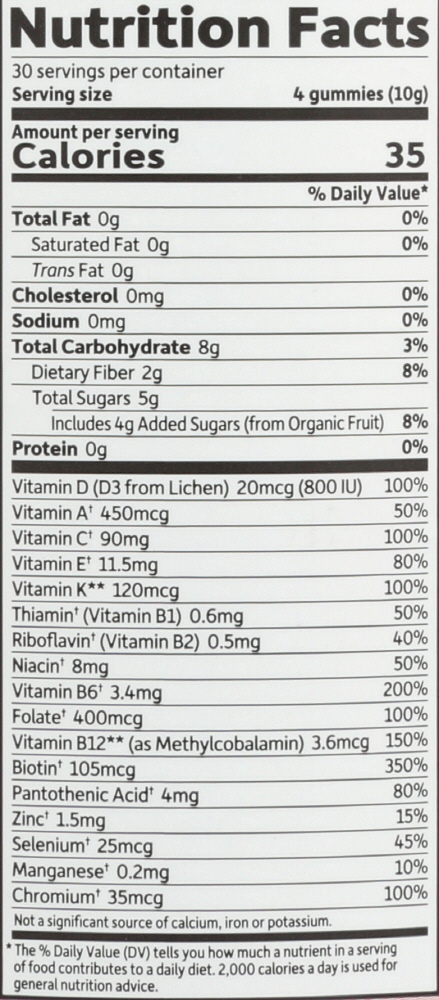 Nutrition Facts
30 servings per container
Serving size 4 gummies (10g)
Amount per serving
Calories 35
% Daily Value*
Total Fat 0g 0%
Saturated Fat 0g 0%
Trans Fat 0g
Cholesterol 0mg 0%
Sodium 0mg 0%
Total Carbohydrate 8g 3%
Dietary Fiber 2g 8%
Total Sugars 5g
Includes 4g Added Sugars (from Organic Fruit) 8%
Protein 0g 0%
Vitamin D (D3 from Lichen) 20mcg (800 IU) 100%
Vitamin A† 450mcg 50%
Vitamin C† 90mg 100%
Vitamin E† 11.5mg 80%
Vitamin K** 120mcg 100%
Thiamin† (Vitamin B1) 0.6mg 50%
Riboflavin† (Vitamin B2) 0.5mg 40%
Niacin† 8mg 50%
Vitamin B6† 3.4mg 200%
Folate† 400mcg 100%
Vitamin B12** (as Methylcobalamin) 3.6mcg 150%
Biotin† 105mcg 350%
Pantothenic Acid† 4mg 80%
Zinc† 1.5mg 15%
Selenium† 25mcg 45%
Manganese† 0.2mg 10%
Chromium† 35mcg 100%
Not a significant source of calcium, iron or potassium.
* The % Daily Value (DV) tells you how much a nutrient in a serving
of food contributes to a daily diet. 2,000 calories a day is used for
general nutrition advice.